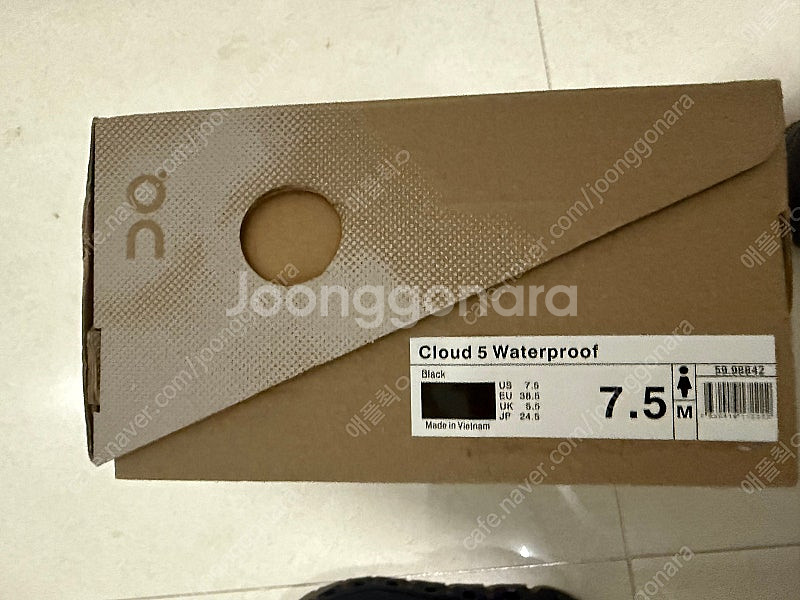 On
Joonggonara
cafe.naver.com/joonggonara
Cloud 5 Waterproof
Black
US 7.5
EU 38.5
UK 5.5
JP 24.5
7.5
M
59.98842
Made in Vietnam